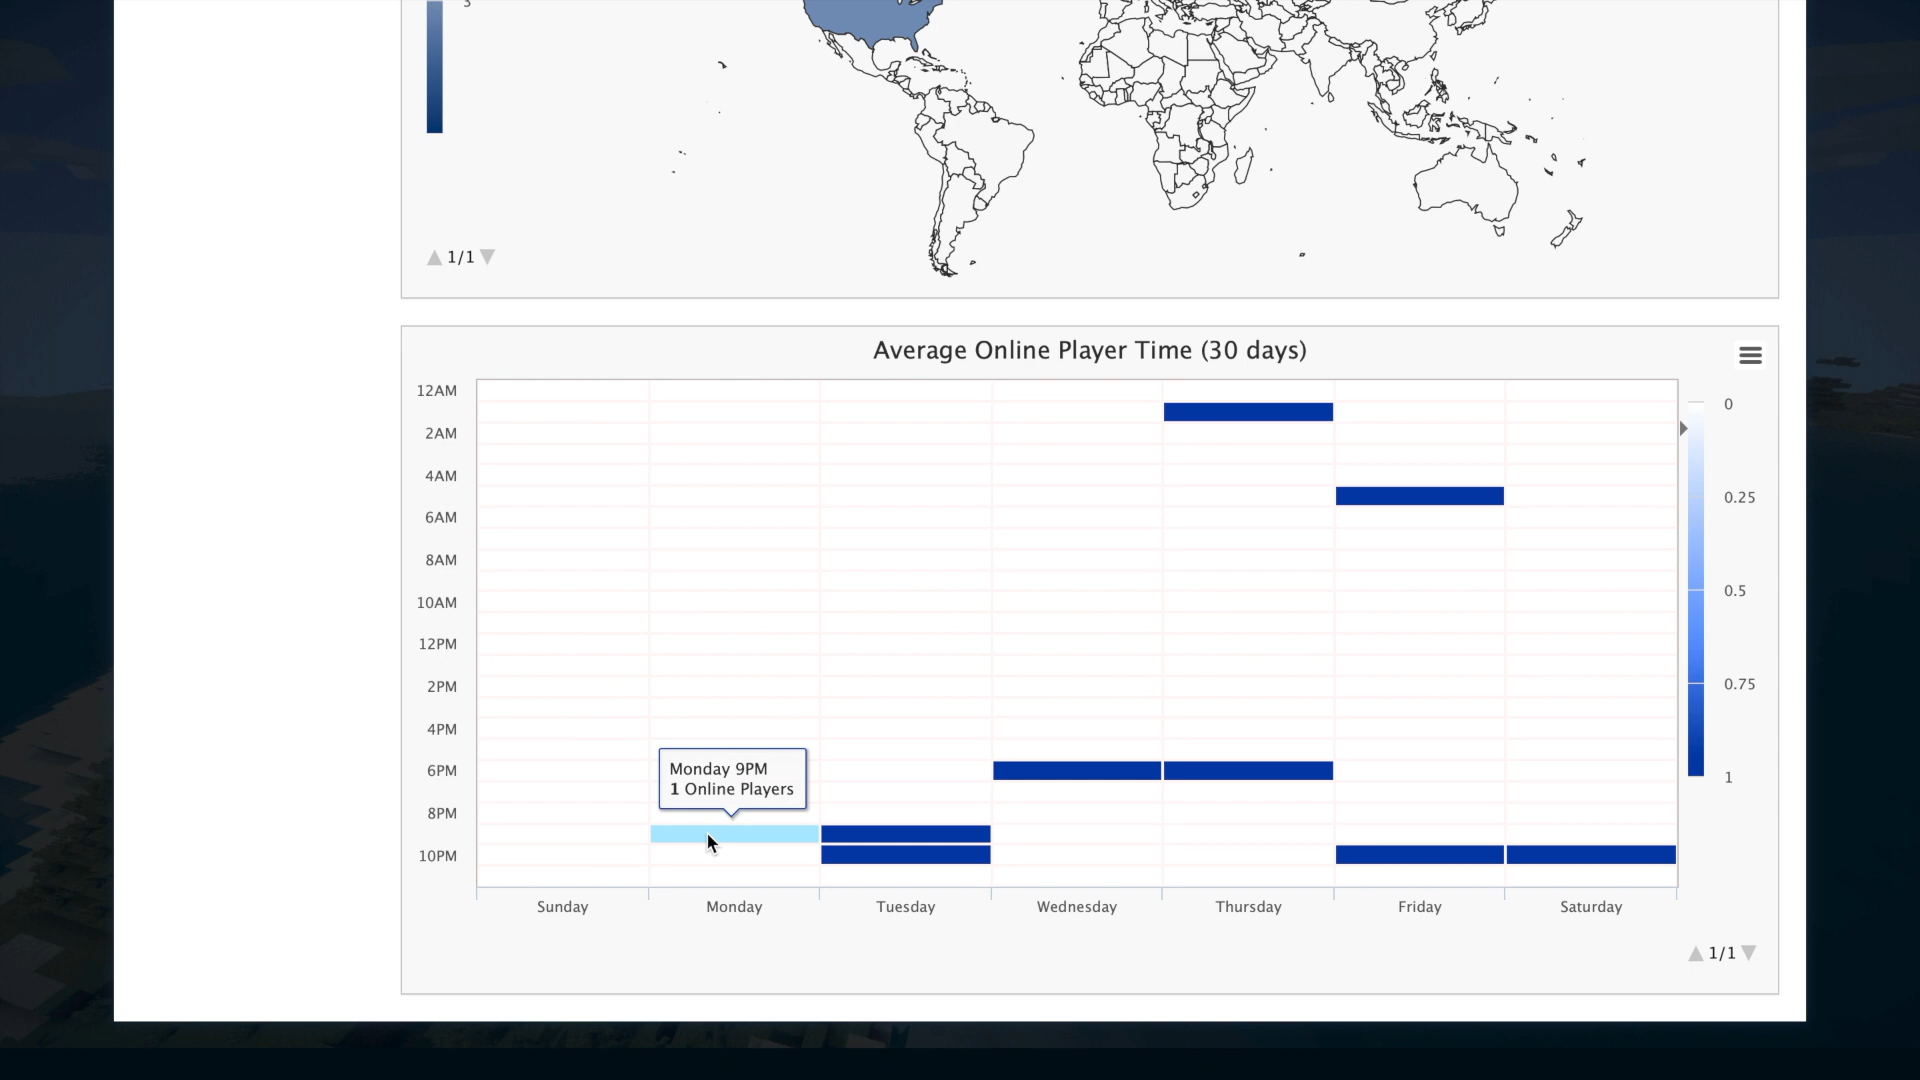 3
1/1
Average Online Player Time (30 days)
12AM
2AM
4AM
6AM
8AM
10AM
12PM
2PM
4PM
6PM
8PM
10PM
Monday 9PM
1 Online Players
0
0.25
0.5
0.75
1
Sunday
Monday
Tuesday
Wednesday
Thursday
Friday
Saturday
1/1